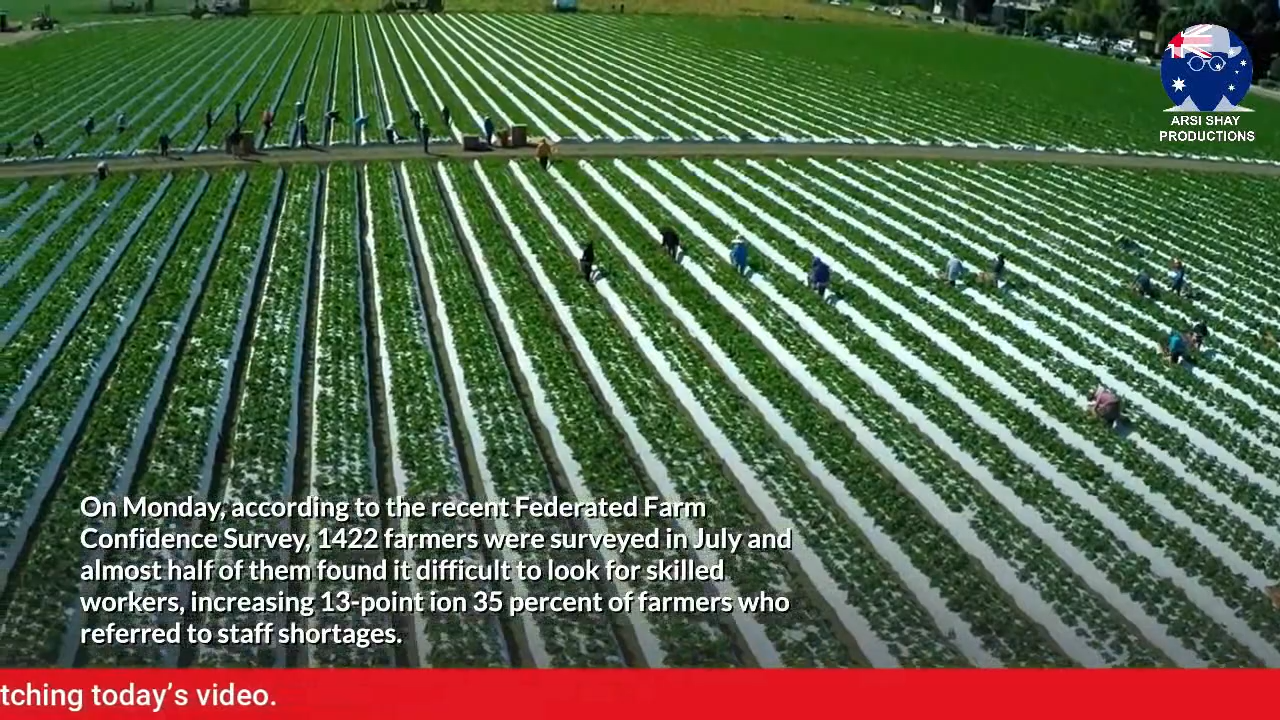 ARSI SHAY
PRODUCTIONS
On Monday, according to the recent Federated Farm
Confidence Survey, 1422 farmers were surveyed in July and
almost half of them found it difficult to look for skilled
workers, increasing 13-point ion 35 percent of farmers who
referred to staff shortages.
tching today’s video.